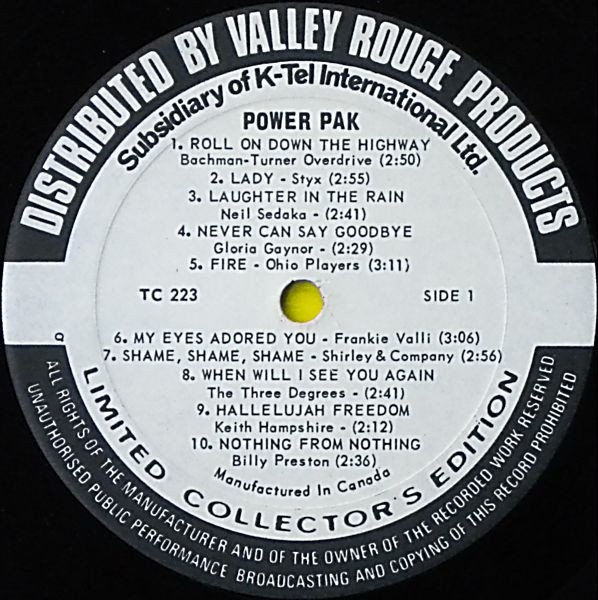 DISTRIBUTED BY VALLEY ROUGE PRODUCTS
Subsidiary of K-Tel International Ltd.
POWER PAK
1. ROLL ON DOWN THE HIGHWAY
Bachman-Turner Overdrive (2:50)
2. LADY - Styx (2:55)
3. LAUGHTER IN THE RAIN
Neil Sedaka - (2:41)
4. NEVER CAN SAY GOODBYE
Gloria Gaynor - (2:29)
5. FIRE - Ohio Players (3:11)
TC 223 SIDE 1
6. MY EYES ADORED YOU - Frankie Valli (3:06)
7. SHAME, SHAME, SHAME - Shirley & Company (2:56)
8. WHEN WILL I SEE YOU AGAIN
The Three Degrees - (2:41)
9. HALLELUJAH FREEDOM
Keith Hampshire - (2:12)
10. NOTHING FROM NOTHING
Billy Preston - (2:36)
Manufactured In Canada
LIMITED COLLECTOR'S EDITION
ALL RIGHTS OF THE MANUFACTURER AND OF THE OWNER OF THE RECORDED WORK RESERVED
UNAUTHORISED PUBLIC PERFORMANCE BROADCASTING AND COPYING OF THIS RECORD PROHIBITED